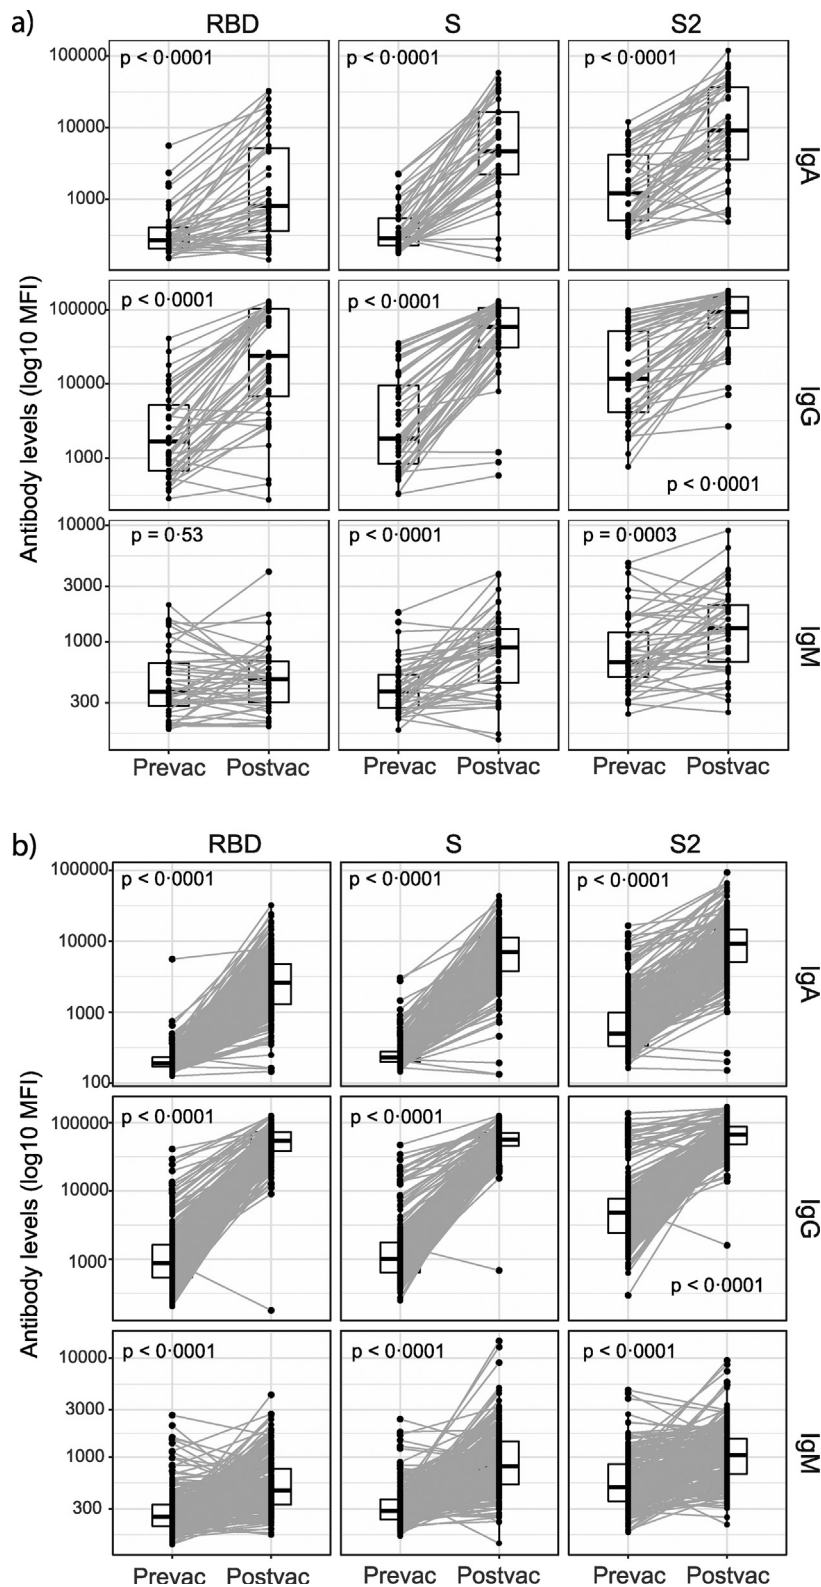 a)
RBD S S2
p < 0·0001 p < 0·0001 p < 0·0001
100000
10000
1000
IgA
p < 0·0001 p < 0·0001
100000
10000
1000
IgG
p < 0·0001
Antibody levels (log10 MFI)
10000
p = 0·53 p < 0·0001 p = 0·0003
3000
1000
300
IgM
Prevac Postvac Prevac Postvac Prevac Postvac
b)
RBD S S2
100000
p < 0·0001 p < 0·0001 p < 0·0001
10000
1000
100
IgA
p < 0·0001 p < 0·0001
100000
10000
1000
IgG
p < 0·0001
Antibody levels (log10 MFI)
p < 0·0001 p < 0·0001 p < 0·0001
10000
3000
1000
300
IgM
Prevac Postvac Prevac Postvac Prevac Postvac